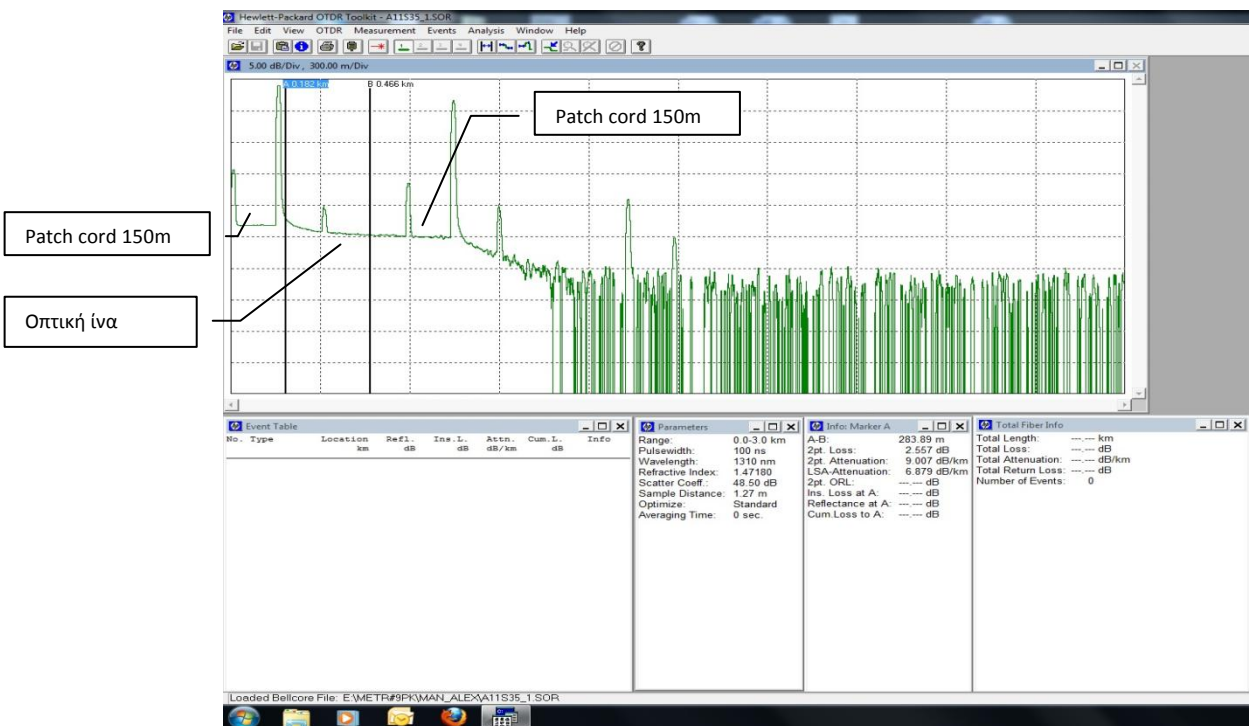 Hewlett-Packard OTDR Toolkit - A11S35_1.SOR
File Edit View OTDR Measurement Events Analysis Window Help
5.00 dB/Div, 300.00 m/Div
A 0.182 km
B 0.466 km
Patch cord 150m
Patch cord 150m
Οπτική ίνα
Event Table
No. Type Location Refl. Ins.L. Attn. Cum.L. Info
km dB dB dB/km dB
Parameters
Range: 0.0-3.0 km
Pulsewidth: 100 ns
Wavelength: 1310 nm
Refractive Index: 1.47180
Scatter Coeff.: 48.50 dB
Sample Distance: 1.27 m
Optimize: Standard
Averaging Time: 0 sec.
Info: Marker A
A-B: 283.89 m
2pt. Loss: 2.557 dB
2pt. Attenuation: 9.007 dB/km
LSA-Attenuation: 6.879 dB/km
2pt. ORL: ---.--- dB
Ins. Loss at A: ---.--- dB
Reflectance at A: ---.--- dB
Cum.Loss to A: ---.--- dB
Total Fiber Info
Total Length: ---.--- km
Total Loss: ---.--- dB
Total Attenuation: ---.--- dB/km
Total Return Loss: ---.--- dB
Number of Events: 0
Loaded Bellcore File: E:\METR#9PK\MAN_ALEX\A11S35_1.SOR